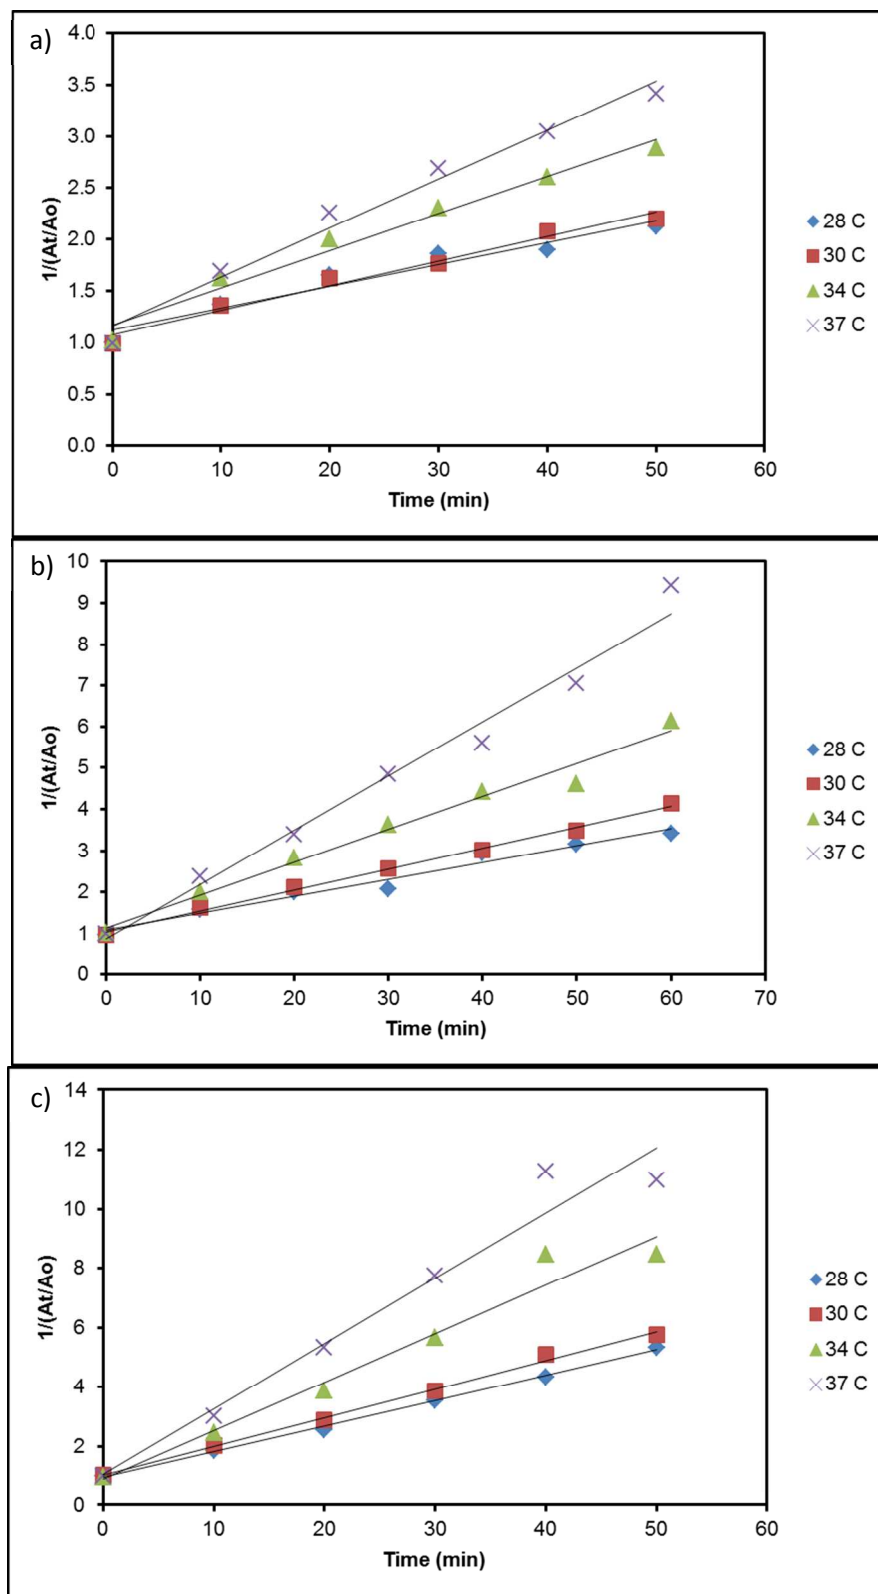 a)
4.0
3.5
3.0
2.5
2.0
1.5
1.0
0.5
0.0
1/(At/Ao)
0 10 20 30 40 50 60
Time (min)
28 C
30 C
34 C
37 C
b)
10
9
8
7
6
5
4
3
2
1
0
1/(At/Ao)
0 10 20 30 40 50 60 70
Time (min)
28 C
30 C
34 C
37 C
c)
14
12
10
8
6
4
2
0
1/(At/Ao)
0 10 20 30 40 50 60
Time (min)
28 C
30 C
34 C
37 C